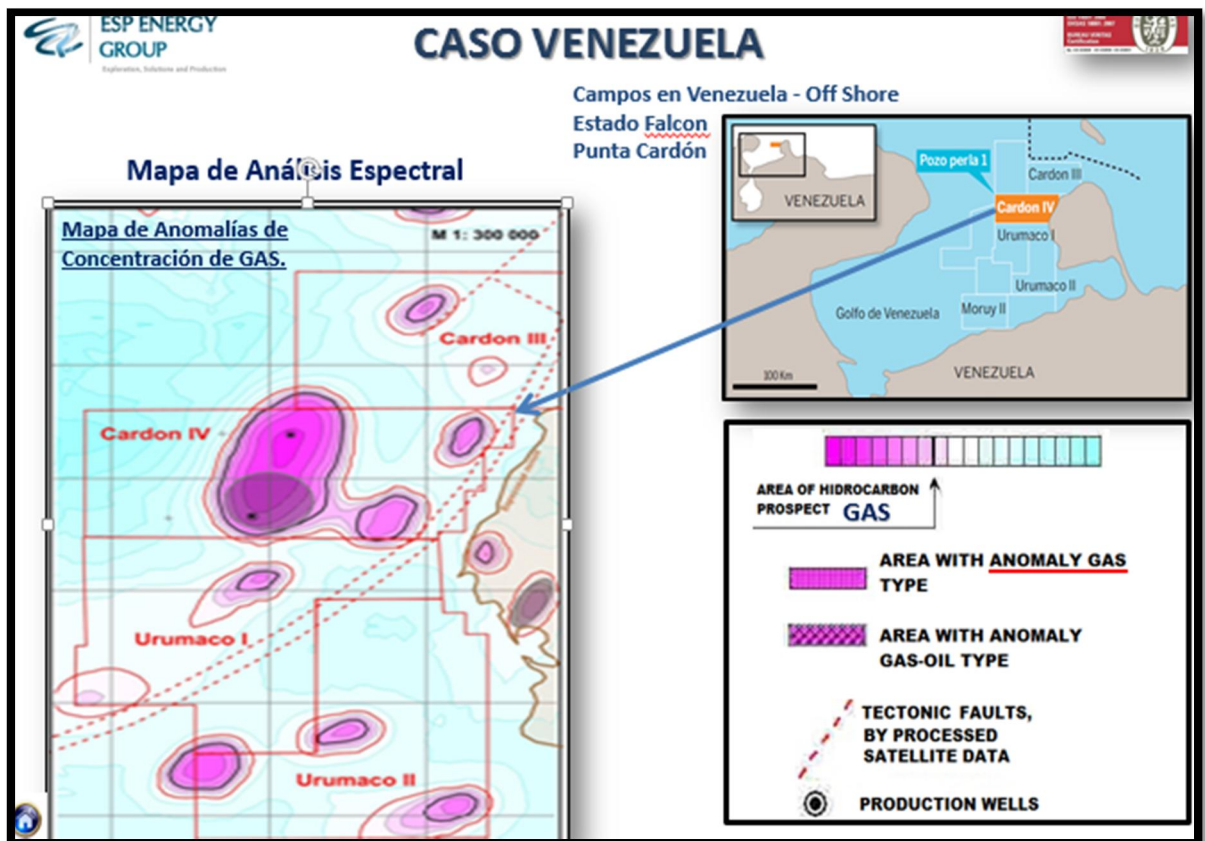 ESP ENERGY
GROUP
Exploration, Solutions and Production
CASO VENEZUELA
BUREAU VERITAS
Certification
Campos en Venezuela - Off Shore
Estado Falcon
Punta Cardón
Mapa de Análisis Espectral
Mapa de Anomalías de
Concentración de GAS.
M 1: 300 000
Cardon III
Cardon IV
Urumaco I
Urumaco II
VENEZUELA
Pozo perla 1
Cardon III
Cardon IV
Urumaco I
Urumaco II
Golfo de Venezuela
Moruy II
100 Km
VENEZUELA
AREA OF HIDROCARBON
PROSPECT GAS
AREA WITH ANOMALY GAS
TYPE
AREA WITH ANOMALY
GAS-OIL TYPE
TECTONIC FAULTS,
BY PROCESSED
SATELLITE DATA
PRODUCTION WELLS